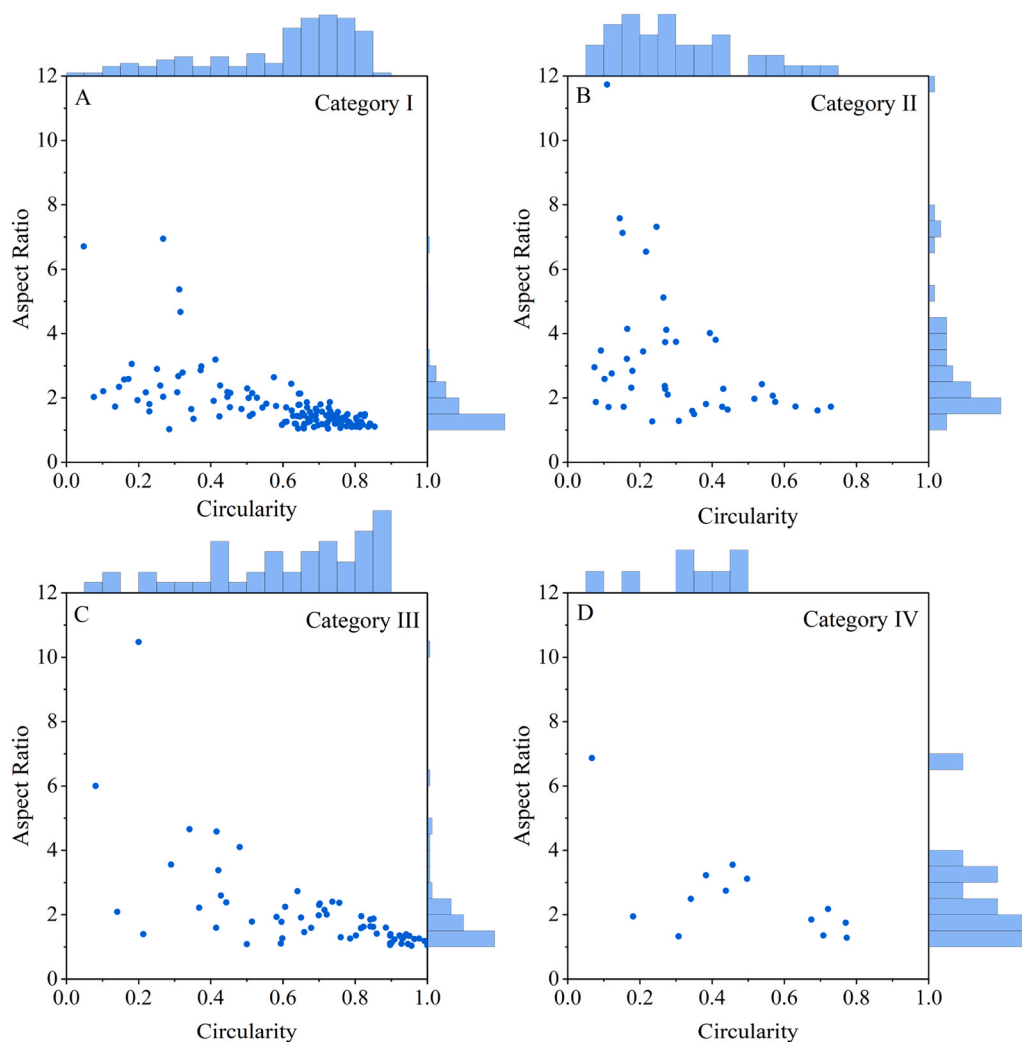 A
Category I
12
10
8
6
4
2
0
Aspect Ratio
0.0 0.2 0.4 0.6 0.8 1.0
Circularity
B
Category II
12
10
8
6
4
2
0
Aspect Ratio
0.0 0.2 0.4 0.6 0.8 1.0
Circularity
C
Category III
12
10
8
6
4
2
0
Aspect Ratio
0.0 0.2 0.4 0.6 0.8 1.0
Circularity
D
Category IV
12
10
8
6
4
2
0
Aspect Ratio
0.0 0.2 0.4 0.6 0.8 1.0
Circularity